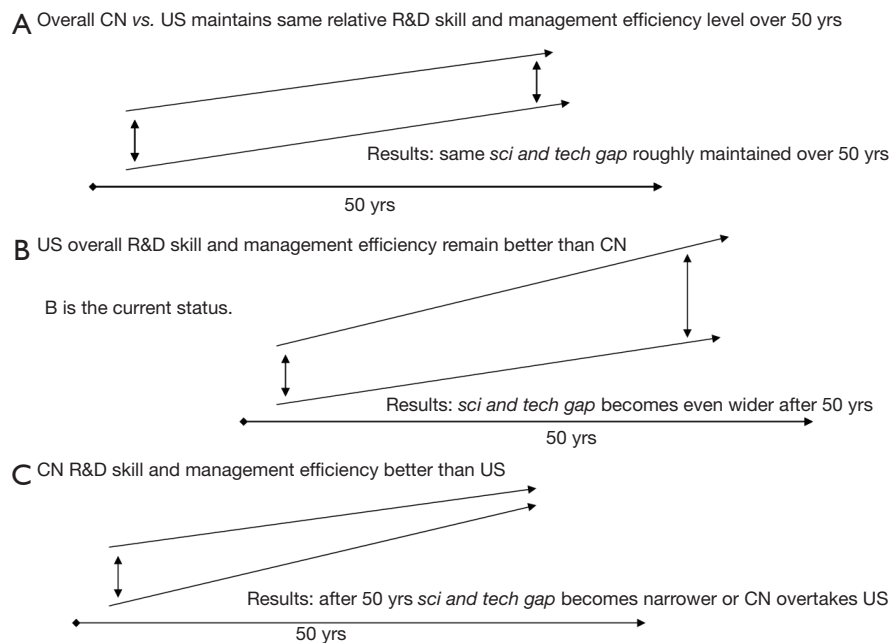 A Overall CN vs. US maintains same relative R&D skill and management efficiency level over 50 yrs
Results: same sci and tech gap roughly maintained over 50 yrs
50 yrs
B US overall R&D skill and management efficiency remain better than CN
B is the current status.
Results: sci and tech gap becomes even wider after 50 yrs
50 yrs
C CN R&D skill and management efficiency better than US
Results: after 50 yrs sci and tech gap becomes narrower or CN overtakes US
50 yrs